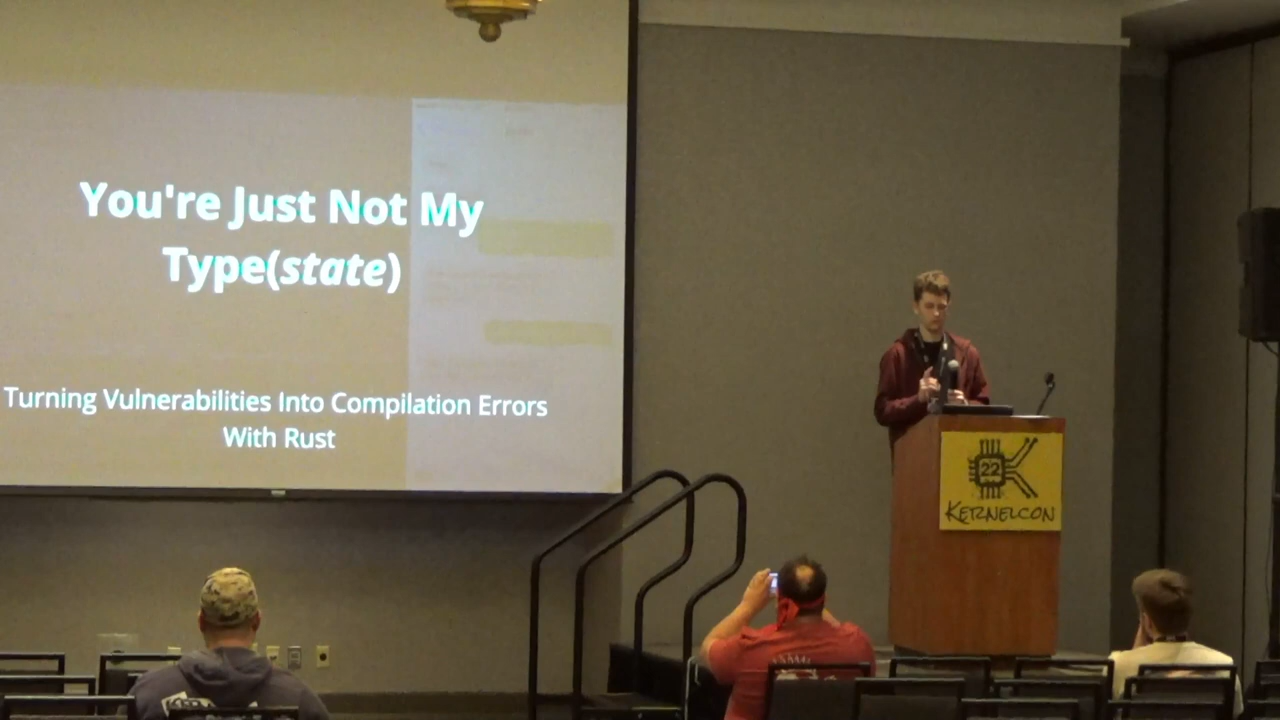 You're Just Not My
Type(state)
Turning Vulnerabilities Into Compilation Errors
With Rust
22
KERNELCON